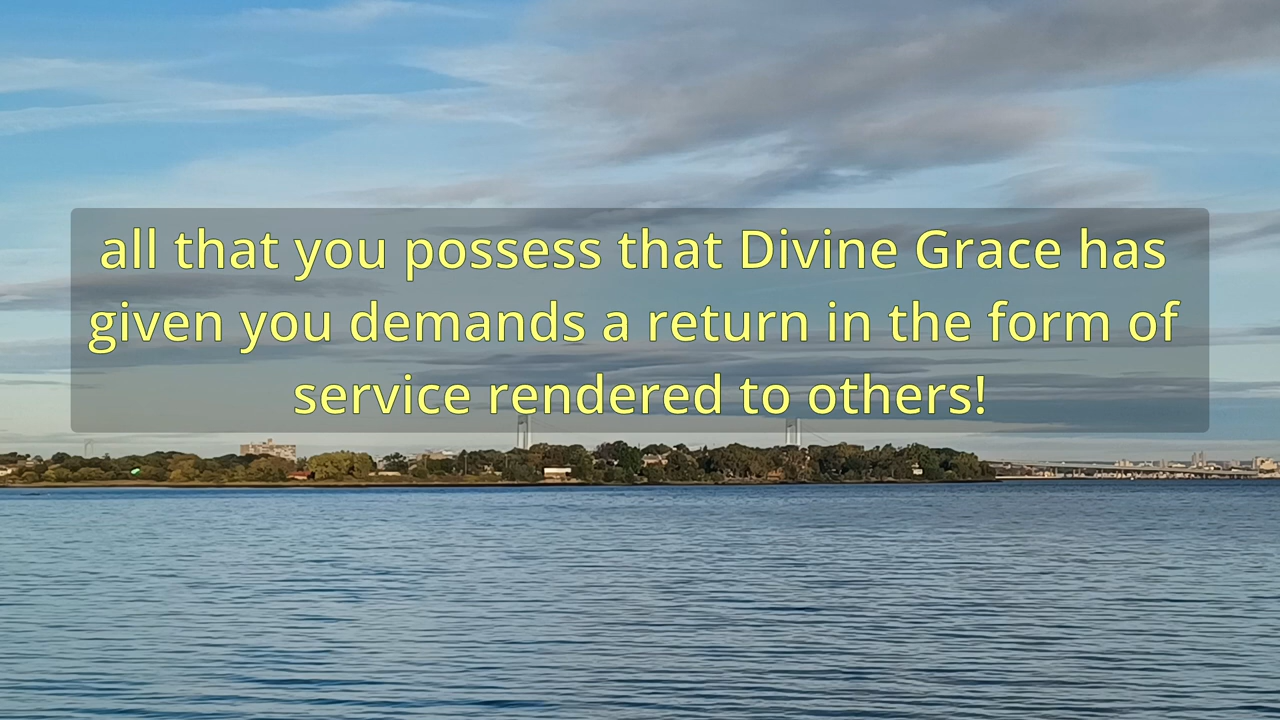 all that you possess that Divine Grace has
given you demands a return in the form of
service rendered to others!